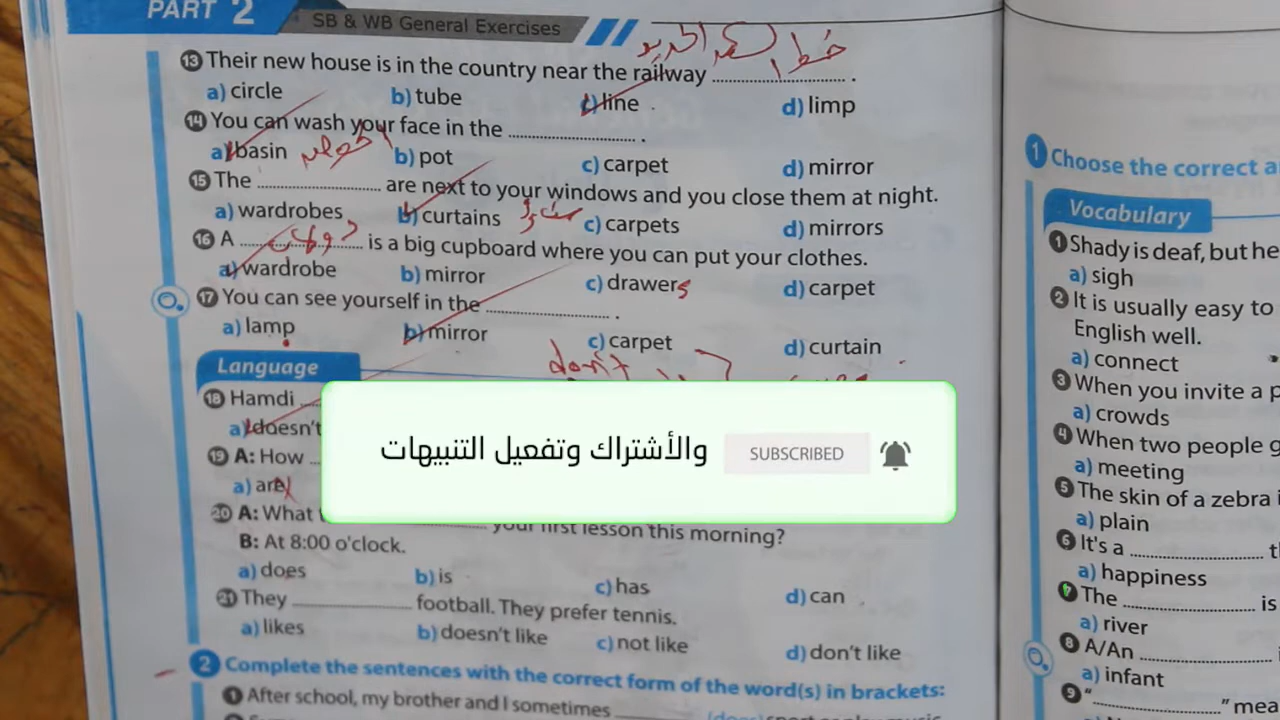 PART 2
SB & WB General Exercises
خط السكة الحديد
13 Their new house is in the country near the railway .................... .
a) circle b) tube c) line d) limp
14 You can wash your face in the .................... .
a) basin b) pot c) carpet d) mirror
15 The .................... are next to your windows and you close them at night.
a) wardrobes b) curtains c) carpets d) mirrors
16 A .................... is a big cupboard where you can put your clothes.
دولاب
a) wardrobe b) mirror c) drawers d) carpet
17 You can see yourself in the .................... .
a) lamp b) mirror c) carpet d) curtain
don't
Language
18 Hamdi
a) doesn't
19 A: How
a) are
20 A: What .................... your first lesson this morning?
B: At 8:00 o'clock.
a) does b) is c) has d) can
21 They .................... football. They prefer tennis.
a) likes b) doesn't like c) not like d) don't like
2 Complete the sentences with the correct form of the word(s) in brackets:
1 After school, my brother and I sometimes
والأشتراك وتفعيل التنبيهات
SUBSCRIBED
1 Choose the correct
Vocabulary
1 Shady is deaf, but he
a) sigh
2 It is usually easy to
English well.
a) connect
3 When you invite a
a) crowds
4 When two people
a) meeting
5 The skin of a zebra
a) plain
6 It's a ....................
a) happiness
7 The .................... is
a) river
8 A/An ....................
a) infant
9 "...................."